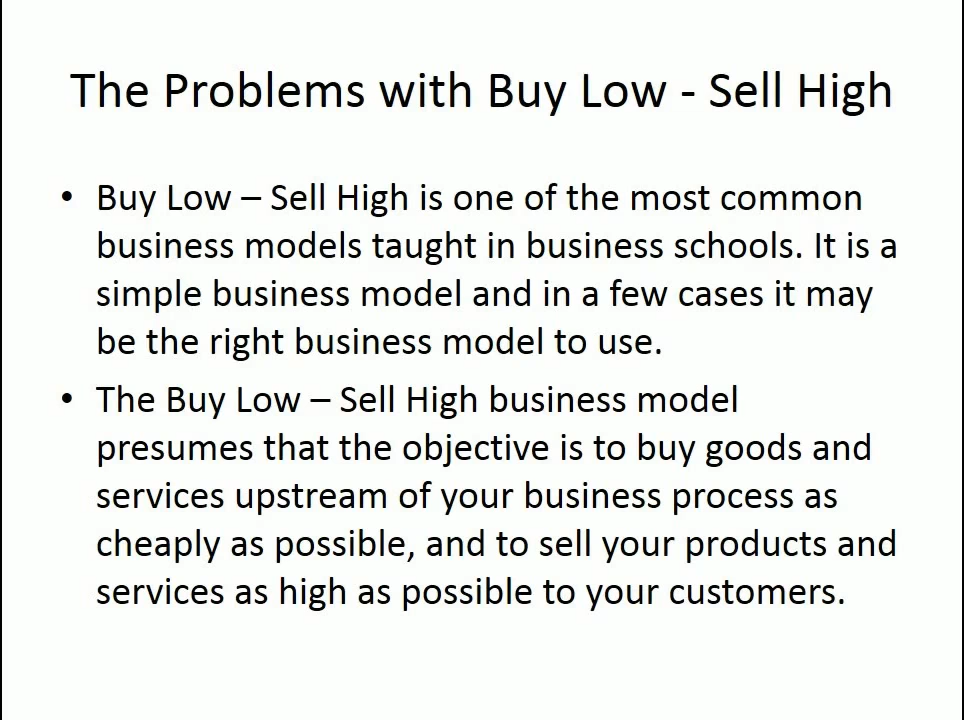 The Problems with Buy Low - Sell High
• Buy Low – Sell High is one of the most common
business models taught in business schools. It is a
simple business model and in a few cases it may
be the right business model to use.
• The Buy Low – Sell High business model
presumes that the objective is to buy goods and
services upstream of your business process as
cheaply as possible, and to sell your products and
services as high as possible to your customers.